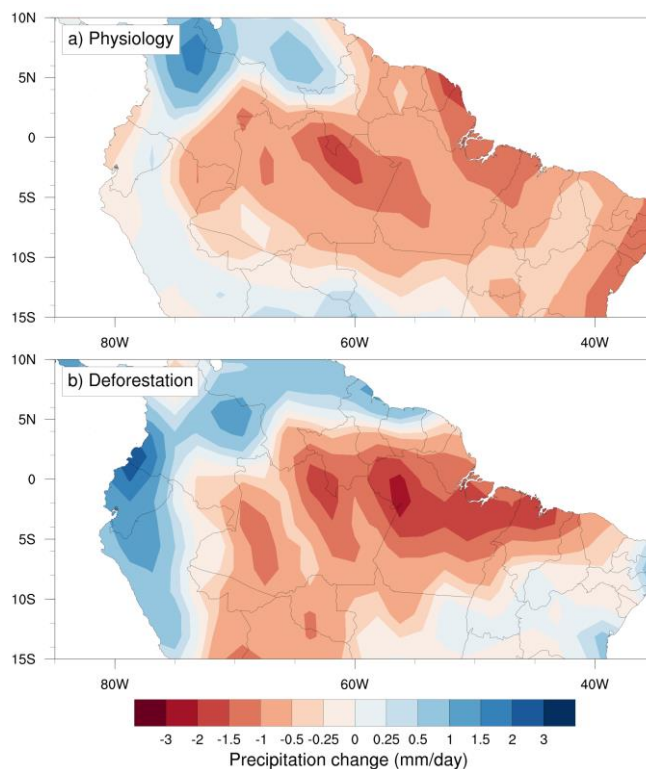 10N
a) Physiology
5N
0
5S
10S
15S
80W 60W 40W
10N
b) Deforestation
5N
0
5S
10S
15S
80W 60W 40W
-3 -2 -1.5 -1 -0.5 -0.25 0 0.25 0.5 1 1.5 2 3
Precipitation change (mm/day)